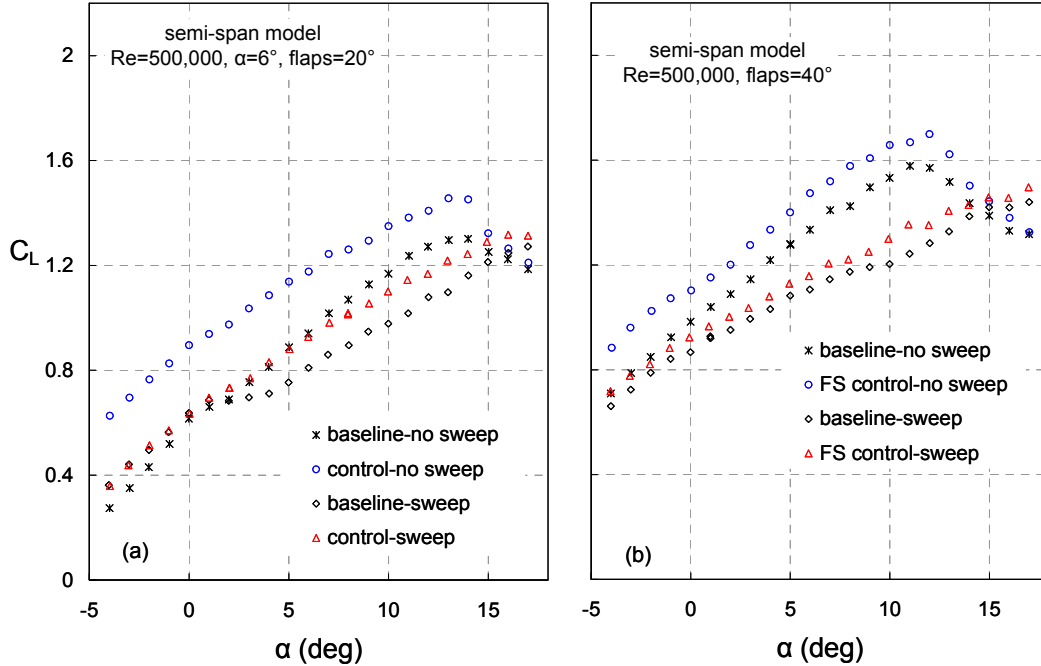 semi-span model
Re=500,000, α=6°, flaps=20°
2
1.6
C_L
1.2
0.8
0.4
0
baseline-no sweep
control-no sweep
baseline-sweep
control-sweep
(a)
-5
0
5
10
15
α (deg)
semi-span model
Re=500,000, flaps=40°
baseline-no sweep
FS control-no sweep
baseline-sweep
FS control-sweep
(b)
-5
0
5
10
15
α (deg)